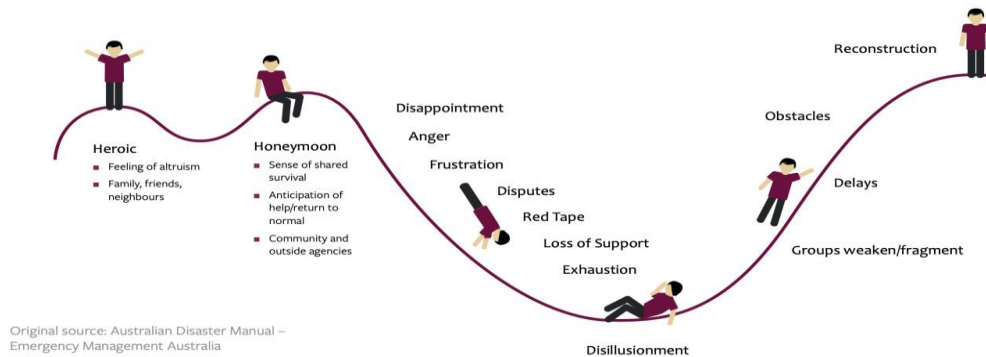 Heroic
▪ Feeling of altruism
▪ Family, friends,
neighbours
Honeymoon
▪ Sense of shared
survival
▪ Anticipation of
help/return to
normal
▪ Community and
outside agencies
Disappointment
Anger
Frustration
Disputes
Red Tape
Loss of Support
Exhaustion
Disillusionment
Reconstruction
Obstacles
Delays
Groups weaken/fragment
Original source: Australian Disaster Manual –
Emergency Management Australia